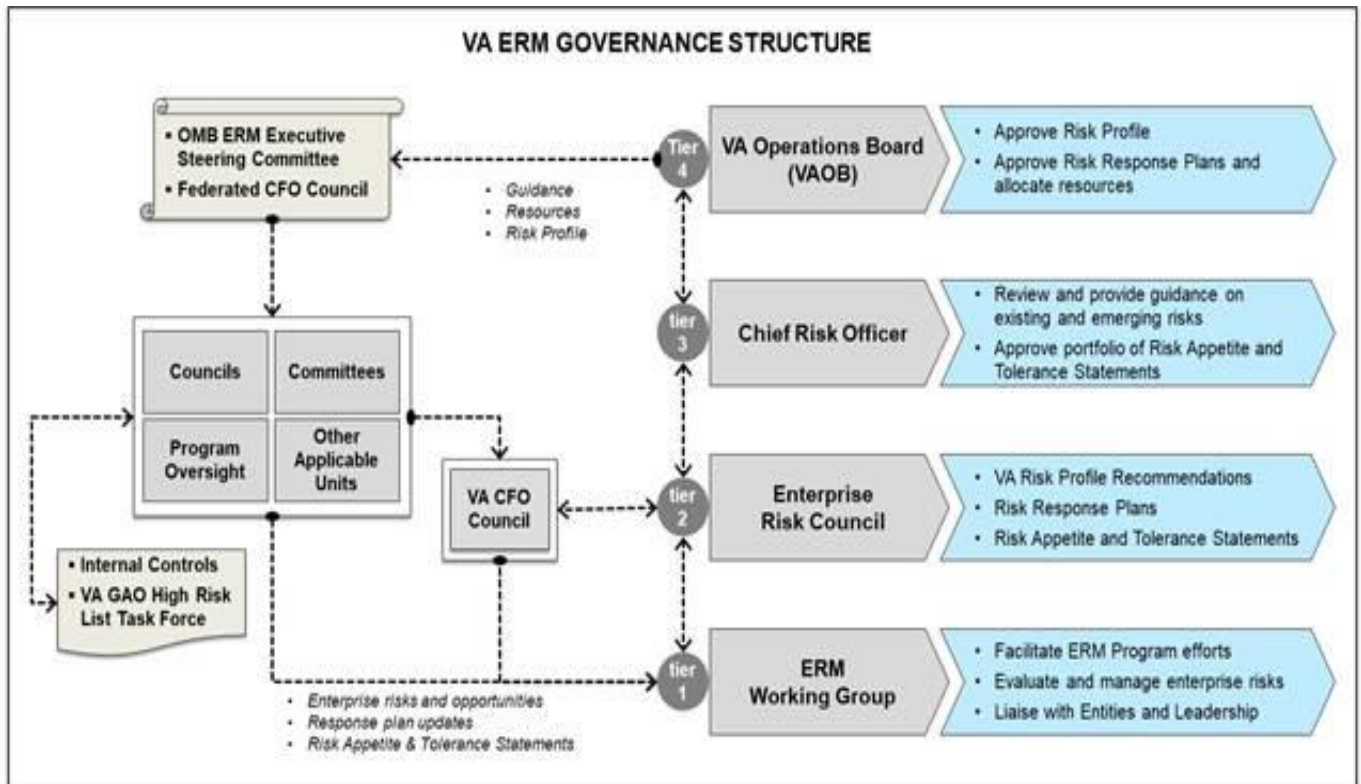 VA ERM GOVERNANCE STRUCTURE
▪ OMB ERM Executive
Steering Committee
▪ Federated CFO Council
• Guidance
• Resources
• Risk Profile
Tier
4
VA Operations Board
(VAOB)
• Approve Risk Profile
• Approve Risk Response Plans and
allocate resources
tier
3
Chief Risk Officer
• Review and provide guidance on
existing and emerging risks
• Approve portfolio of Risk Appetite and
Tolerance Statements
Councils
Committees
Program
Oversight
Other
Applicable
Units
VA CFO
Council
tier
2
Enterprise
Risk Council
• VA Risk Profile Recommendations
• Risk Response Plans
• Risk Appetite and Tolerance Statements
▪ Internal Controls
▪ VA GAO High Risk
List Task Force
• Enterprise risks and opportunities
• Response plan updates
• Risk Appetite & Tolerance Statements
tier
1
ERM
Working Group
• Facilitate ERM Program efforts
• Evaluate and manage enterprise risks
• Liaise with Entities and Leadership